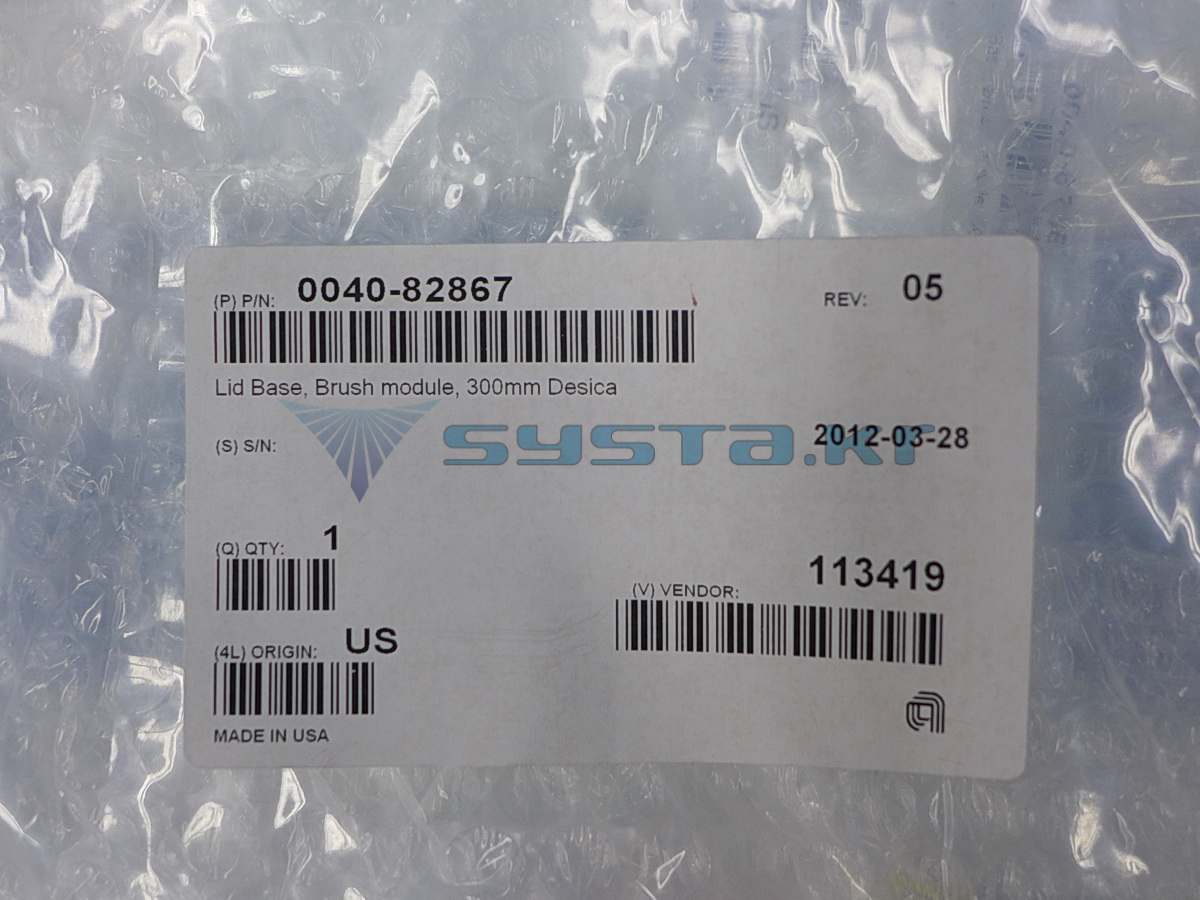 (P) P/N: 0040-82867
REV: 05
Lid Base, Brush module, 300mm Desica
(S) S/N:
systa.kr
2012-03-28
(Q) QTY: 1
(V) VENDOR: 113419
(4L) ORIGIN: US
MADE IN USA